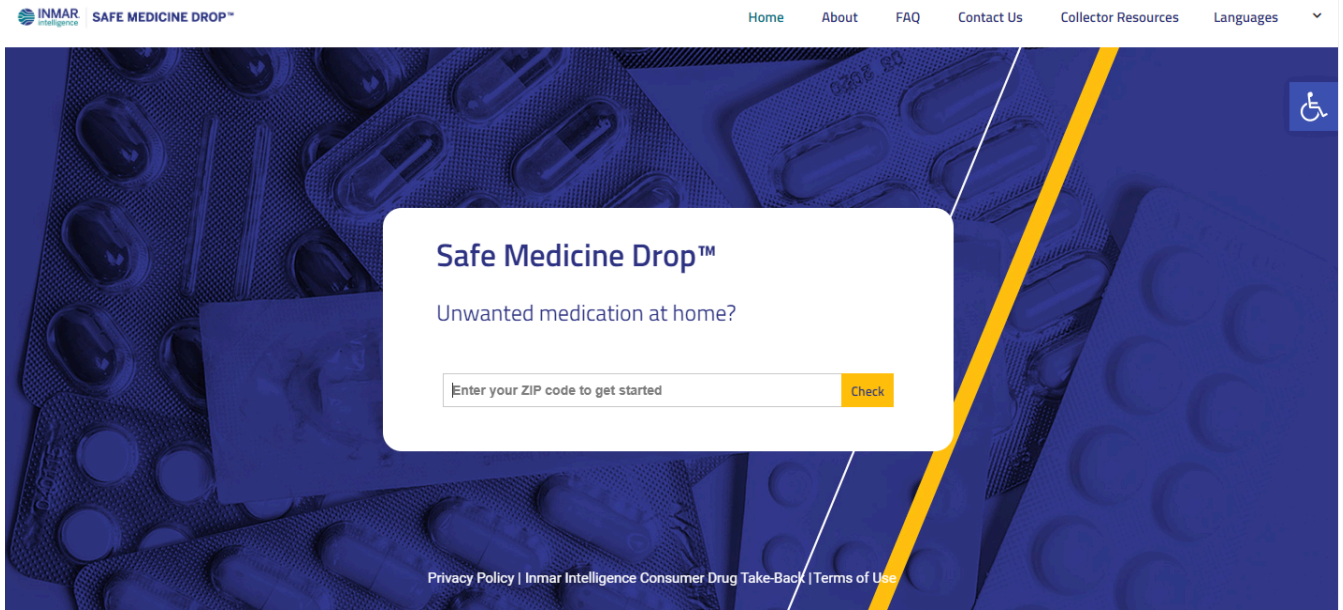 INMAR intelligence SAFE MEDICINE DROP™ Home About FAQ Contact Us Collector Resources Languages
08 2020
Safe Medicine Drop™
Unwanted medication at home?
Enter your ZIP code to get started Check
Privacy Policy | Inmar Intelligence Consumer Drug Take-Back | Terms of Use